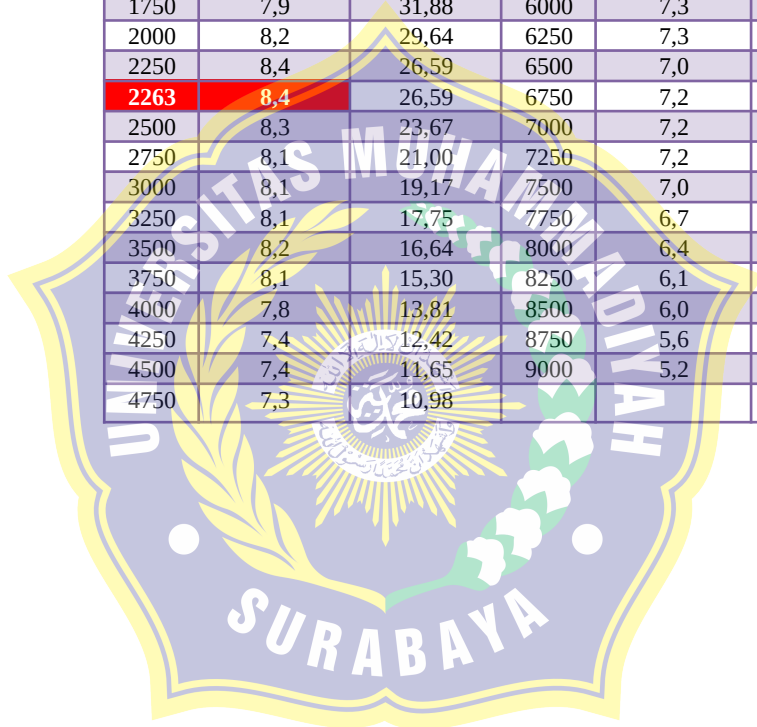 1750 7,9 31,88 6000 7,3
2000 8,2 29,64 6250 7,3
2250 8,4 26,59 6500 7,0
2263 8,4 26,59 6750 7,2
2500 8,3 23,67 7000 7,2
2750 8,1 21,00 7250 7,2
3000 8,1 19,17 7500 7,0
3250 8,1 17,75 7750 6,7
3500 8,2 16,64 8000 6,4
3750 8,1 15,30 8250 6,1
4000 7,8 13,81 8500 6,0
4250 7,4 12,42 8750 5,6
4500 7,4 11,65 9000 5,2
4750 7,3 10,98
UNIVERSITAS MUHAMMADIYAH
SURABAYA